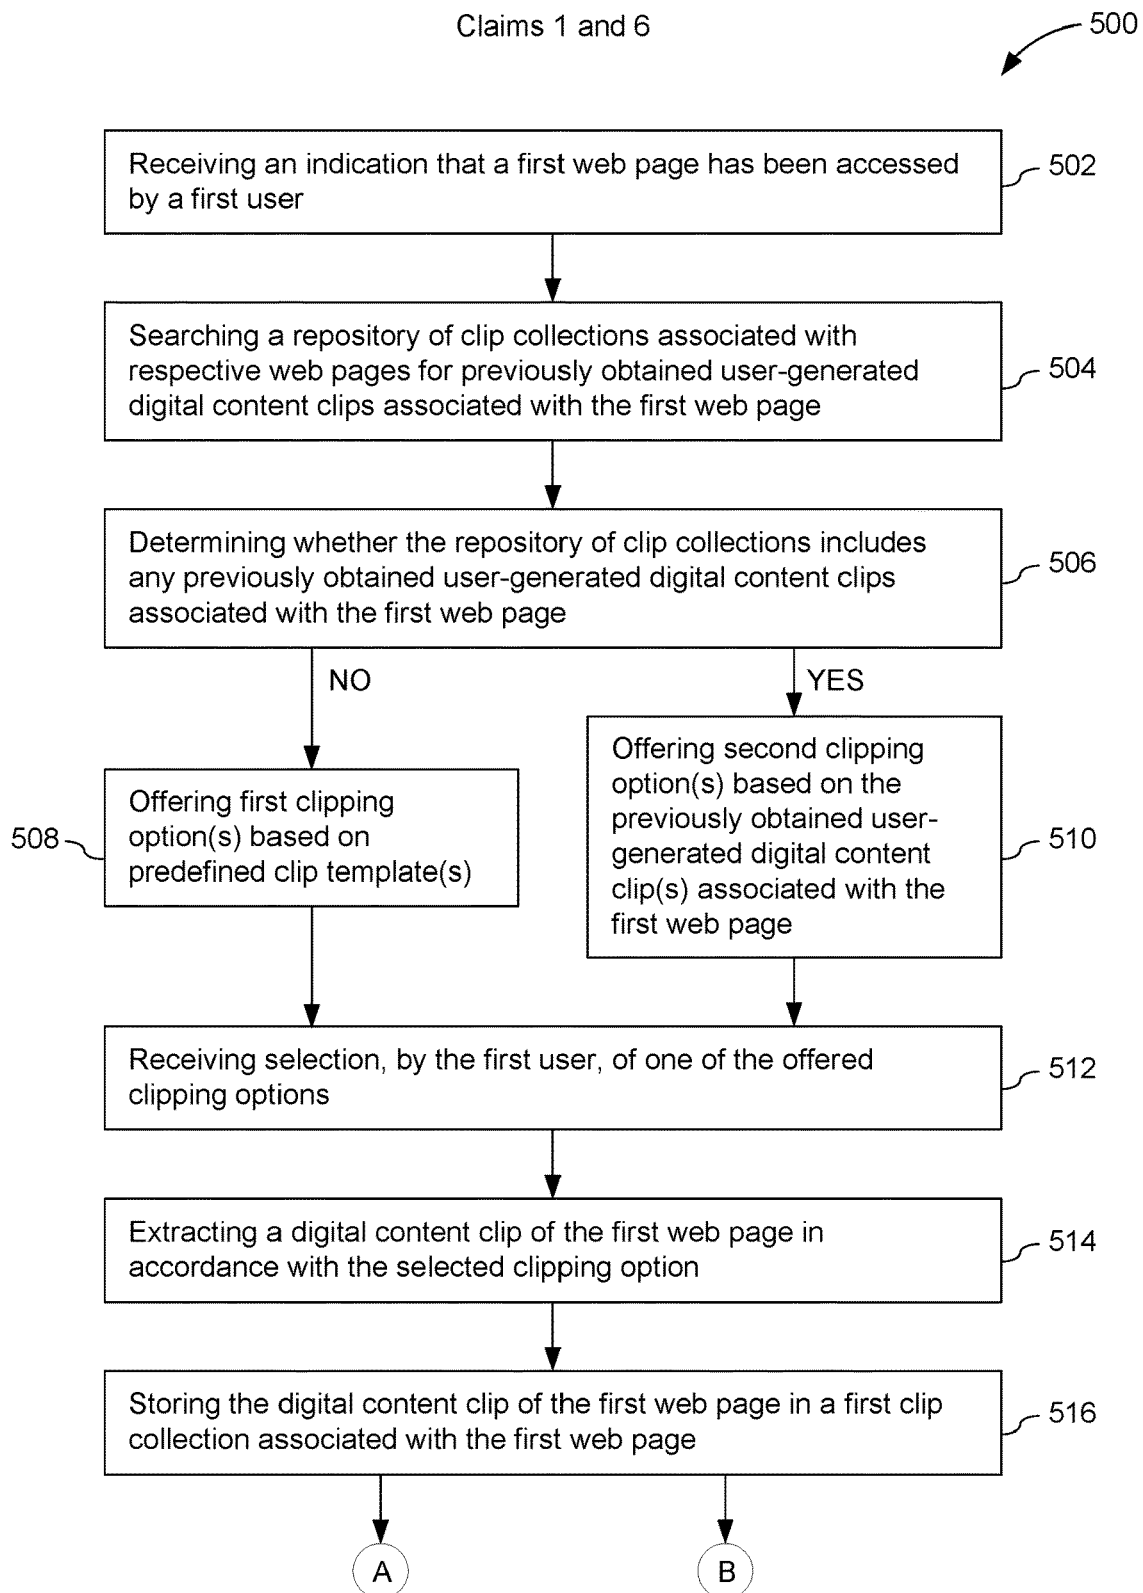 Claims 1 and 6
500
Receiving an indication that a first web page has been accessed
by a first user
502
Searching a repository of clip collections associated with
respective web pages for previously obtained user-generated
digital content clips associated with the first web page
504
Determining whether the repository of clip collections includes
any previously obtained user-generated digital content clips
associated with the first web page
506
NO
YES
Offering first clipping
option(s) based on
predefined clip template(s)
508
Offering second clipping
option(s) based on the
previously obtained user-
generated digital content
clip(s) associated with the
first web page
510
Receiving selection, by the first user, of one of the offered
clipping options
512
Extracting a digital content clip of the first web page in
accordance with the selected clipping option
514
Storing the digital content clip of the first web page in a first clip
collection associated with the first web page
516
A
B